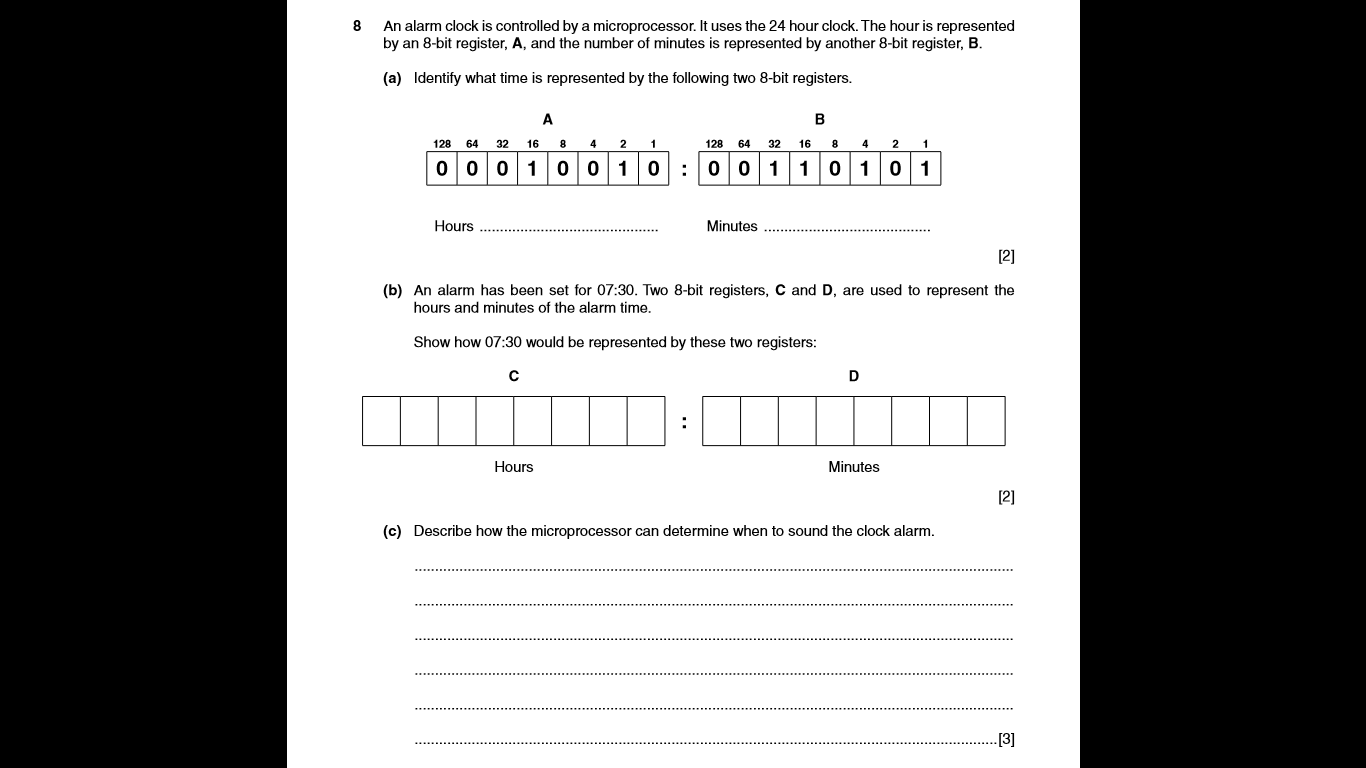 8 An alarm clock is controlled by a microprocessor. It uses the 24 hour clock. The hour is represented
by an 8-bit register, A, and the number of minutes is represented by another 8-bit register, B.
(a) Identify what time is represented by the following two 8-bit registers.
A B
128 64 32 16 8 4 2 1 128 64 32 16 8 4 2 1
0 0 0 1 0 0 1 0 : 0 0 1 1 0 1 0 1
Hours ............................................ Minutes .........................................
[2]
(b) An alarm has been set for 07:30. Two 8-bit registers, C and D, are used to represent the
hours and minutes of the alarm time.
Show how 07:30 would be represented by these two registers:
C D
:
Hours Minutes
[2]
(c) Describe how the microprocessor can determine when to sound the clock alarm.
...................................................................................................................................................
...................................................................................................................................................
...................................................................................................................................................
...................................................................................................................................................
...................................................................................................................................................
...............................................................................................................................................[3]